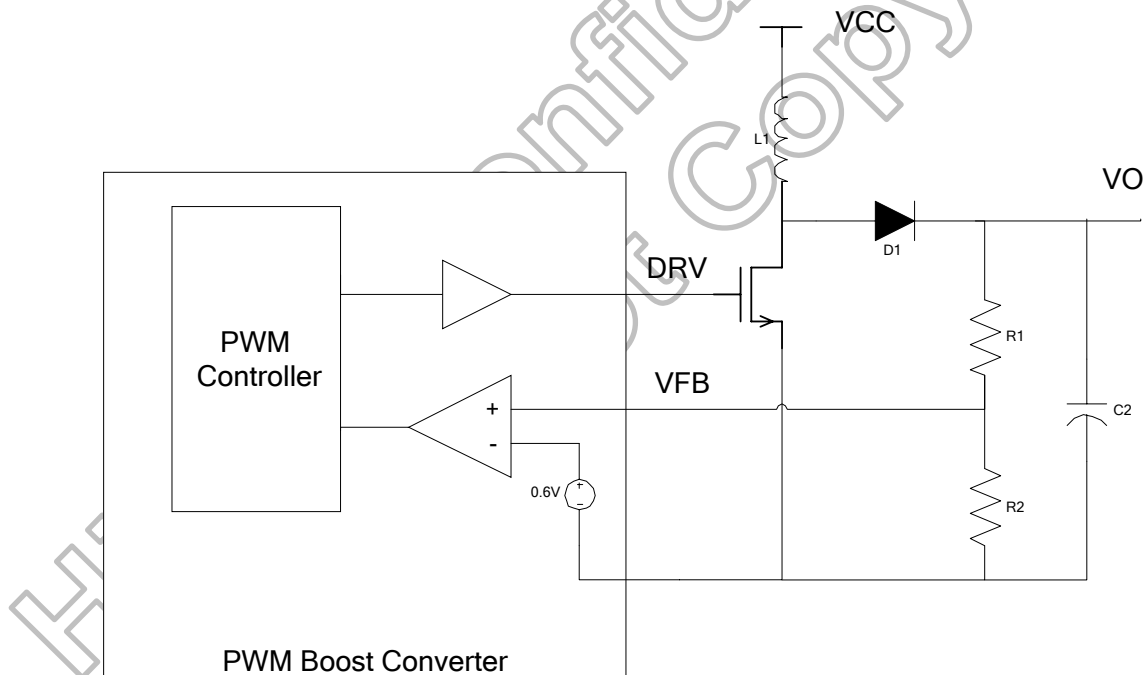 VCC
L1
VO
D1
DRV
PWM
Controller
R1
VFB
+
-
C2
0.6V
+
-
R2
PWM Boost Converter